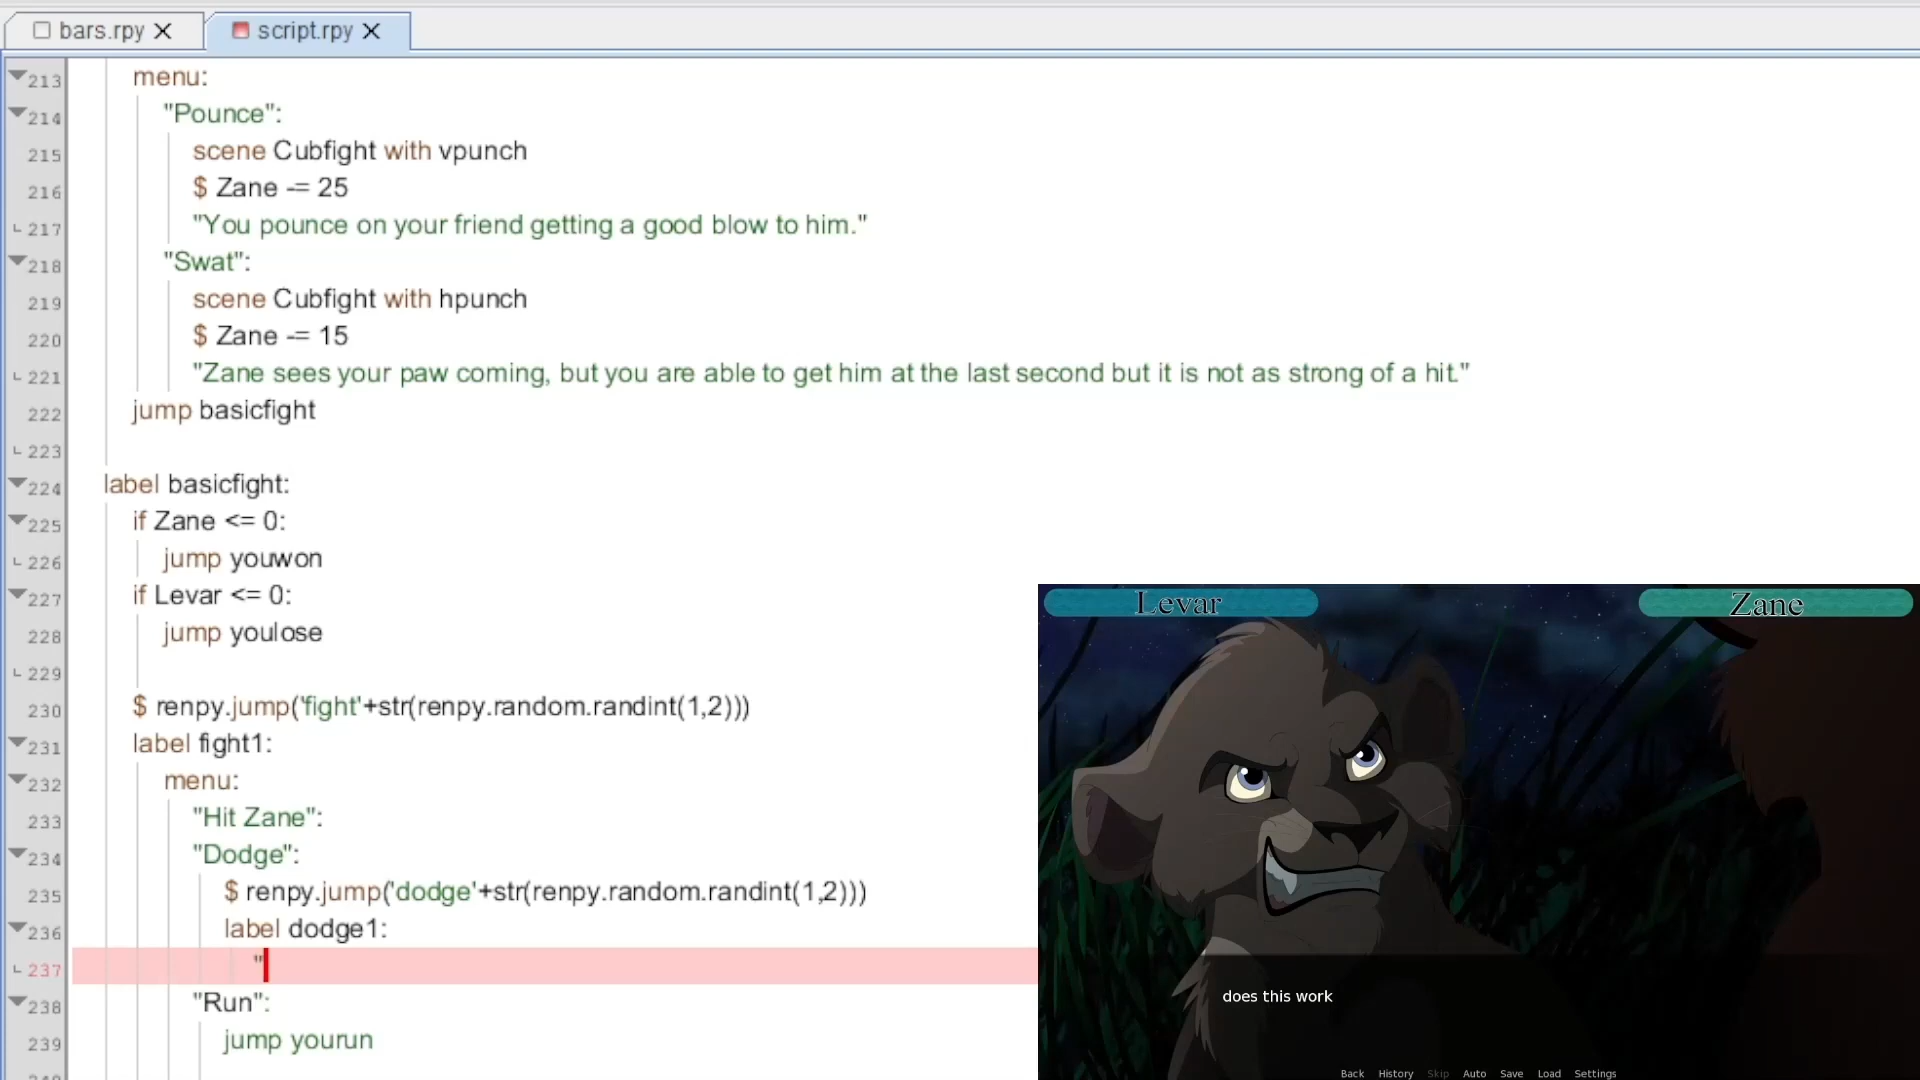 bars.rpy
script.rpy
213 menu:
214 "Pounce":
215 scene Cubfight with vpunch
216 $ Zane -= 25
217 "You pounce on your friend getting a good blow to him."
218 "Swat":
219 scene Cubfight with hpunch
220 $ Zane -= 15
221 "Zane sees your paw coming, but you are able to get him at the last second but it is not as strong of a hit."
222 jump basicfight
223
224 label basicfight:
225 if Zane <= 0:
226 jump youwon
227 if Levar <= 0:
228 jump youlose
229
230 $ renpy.jump('fight'+str(renpy.random.randint(1,2)))
231 label fight1:
232 menu:
233 "Hit Zane":
234 "Dodge":
235 $ renpy.jump('dodge'+str(renpy.random.randint(1,2)))
236 label dodge1:
237 "
238 "Run":
239 jump yourun
Levar
Zane
does this work
Back History Skip Auto Save Load Settings